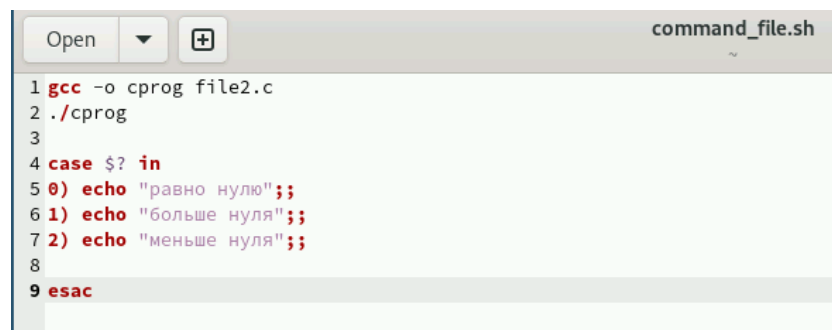 Open
command_file.sh
~
1 gcc -o cprog file2.c
2 ./cprog
3
4 case $? in
5 0) echo "равно нулю";;
6 1) echo "больше нуля";;
7 2) echo "меньше нуля";;
8
9 esac